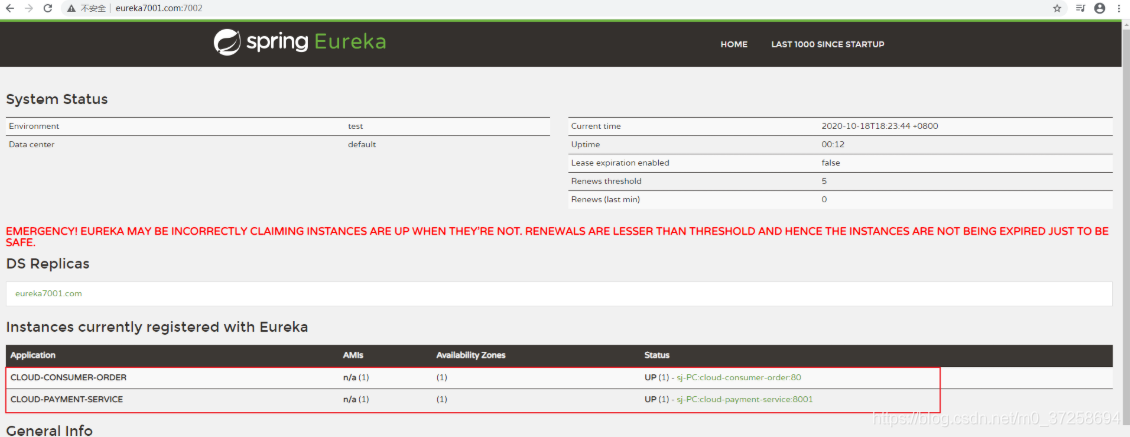 不安全 | eureka7001.com:7002
spring Eureka
HOME LAST 1000 SINCE STARTUP
System Status
Environment test
Data center default
Current time 2020-10-18T18:23:44 +0800
Uptime 00:12
Lease expiration enabled false
Renews threshold 5
Renews (last min) 0
EMERGENCY! EUREKA MAY BE INCORRECTLY CLAIMING INSTANCES ARE UP WHEN THEY'RE NOT. RENEWALS ARE LESSER THAN THRESHOLD AND HENCE THE INSTANCES ARE NOT BEING EXPIRED JUST TO BE
SAFE.
DS Replicas
eureka7001.com
Instances currently registered with Eureka
Application AMIs Availability Zones Status
CLOUD-CONSUMER-ORDER n/a (1) (1) UP (1) - sj-PC:cloud-consumer-order:80
CLOUD-PAYMENT-SERVICE n/a (1) (1) UP (1) - sj-PC:cloud-payment-service:8001
https://blog.csdn.net/m0_37258694
General Info